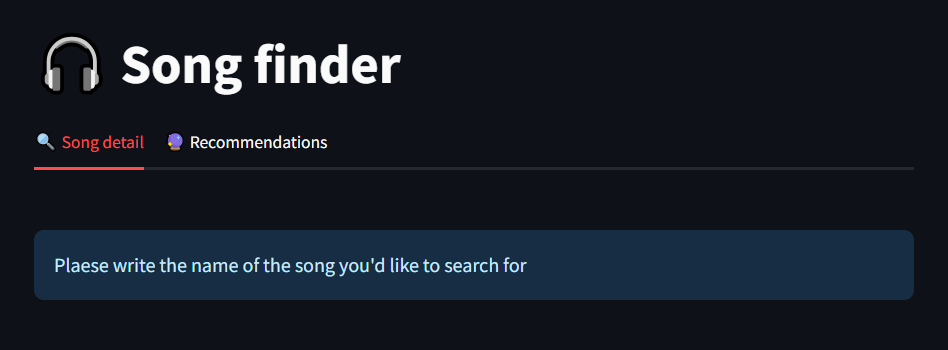 Song finder
Song detail
Recommendations
Plaese write the name of the song you'd like to search for